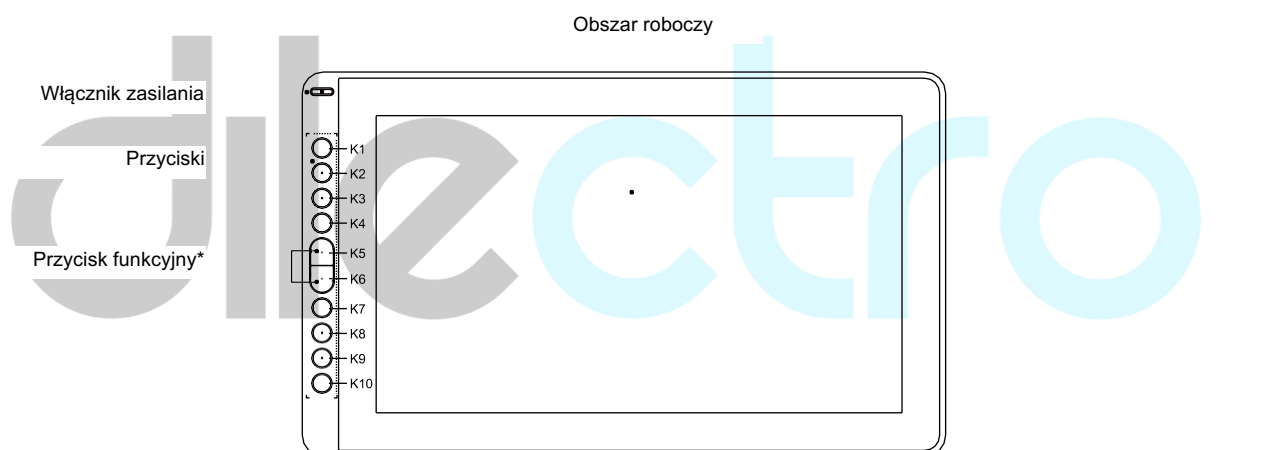 Obszar roboczy
Włącznik zasilania
Przyciski
Przycisk funkcyjny*
K1
K2
K3
K4
K5
K6
K7
K8
K9
K10
dlectro